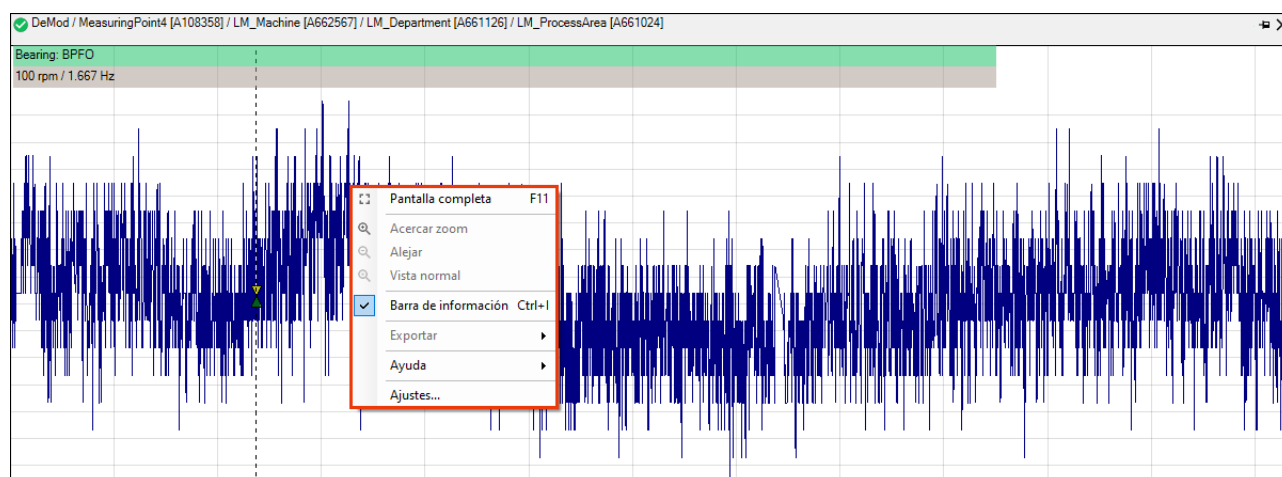 DeMod / MeasuringPoint4 [A108358] / LM_Machine [A662567] / LM_Department [A661126] / LM_ProcessArea [A661024]
Bearing: BPFO
100 rpm / 1.667 Hz
Pantalla completa F11
Acercar zoom
Alejar
Vista normal
Barra de información Ctrl+I
Exportar
Ayuda
Ajustes...